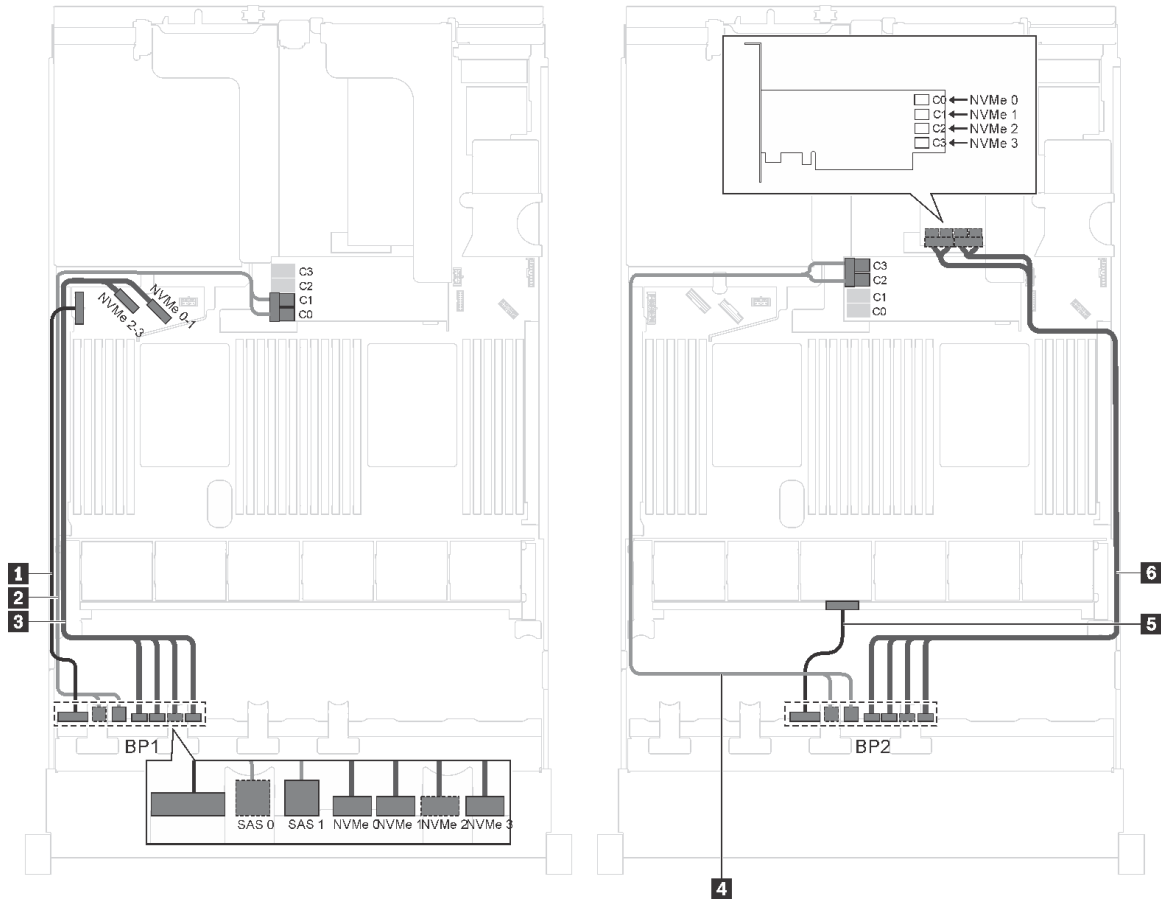 C0 NVMe 0
C1 NVMe 1
C2 NVMe 2
C3 NVMe 3
C3
C2
C1
C0
NVMe 2-3
NVMe 0-1
C3
C2
C1
C0
1
2
3
6
5
BP1
BP2
SAS 0 SAS 1 NVMe 0 NVMe 1 NVMe 2 NVMe 3
4